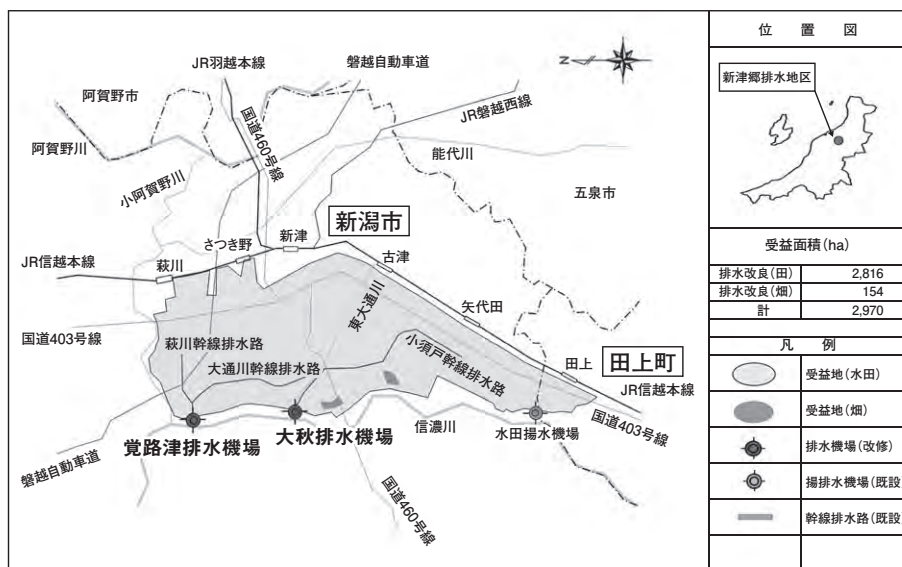 JR羽越本線
磐越自動車道
N
阿賀野市
国道460号線
JR磐越西線
阿賀野川
能代川
小阿賀野川
五泉市
新潟市
新津
さつき野
古津
JR信越本線
荻川
東大通川
矢代田
国道403号線
荻川幹線排水路
小須戸幹線排水路
大通川幹線排水路
田上
田上町
JR信越本線
信濃川
国道403号線
覚路津排水機場
大秋排水機場
水田揚水機場
磐越自動車道
国道460号線
位置図
新津郷排水地区
受益面積(ha)
排水改良(田) 2,816
排水改良(畑) 154
計 2,970
凡例
受益地(水田)
受益地(畑)
排水機場(改修)
揚排水機場(既設
幹線排水路(既設